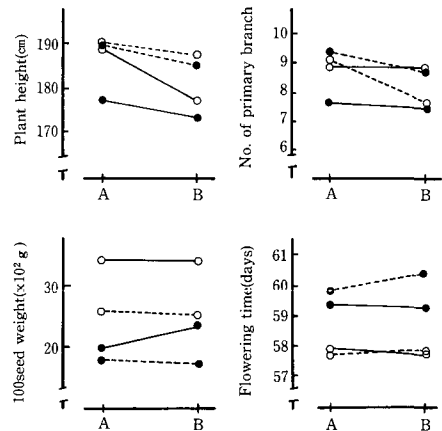 Plant height(cm)
190
180
170
A
B
No. of primary branch
10
9
8
7
6
A
B
100seed weight(×10² g)
30
20
A
B
Flowering time(days)
61
60
59
58
57
A
B